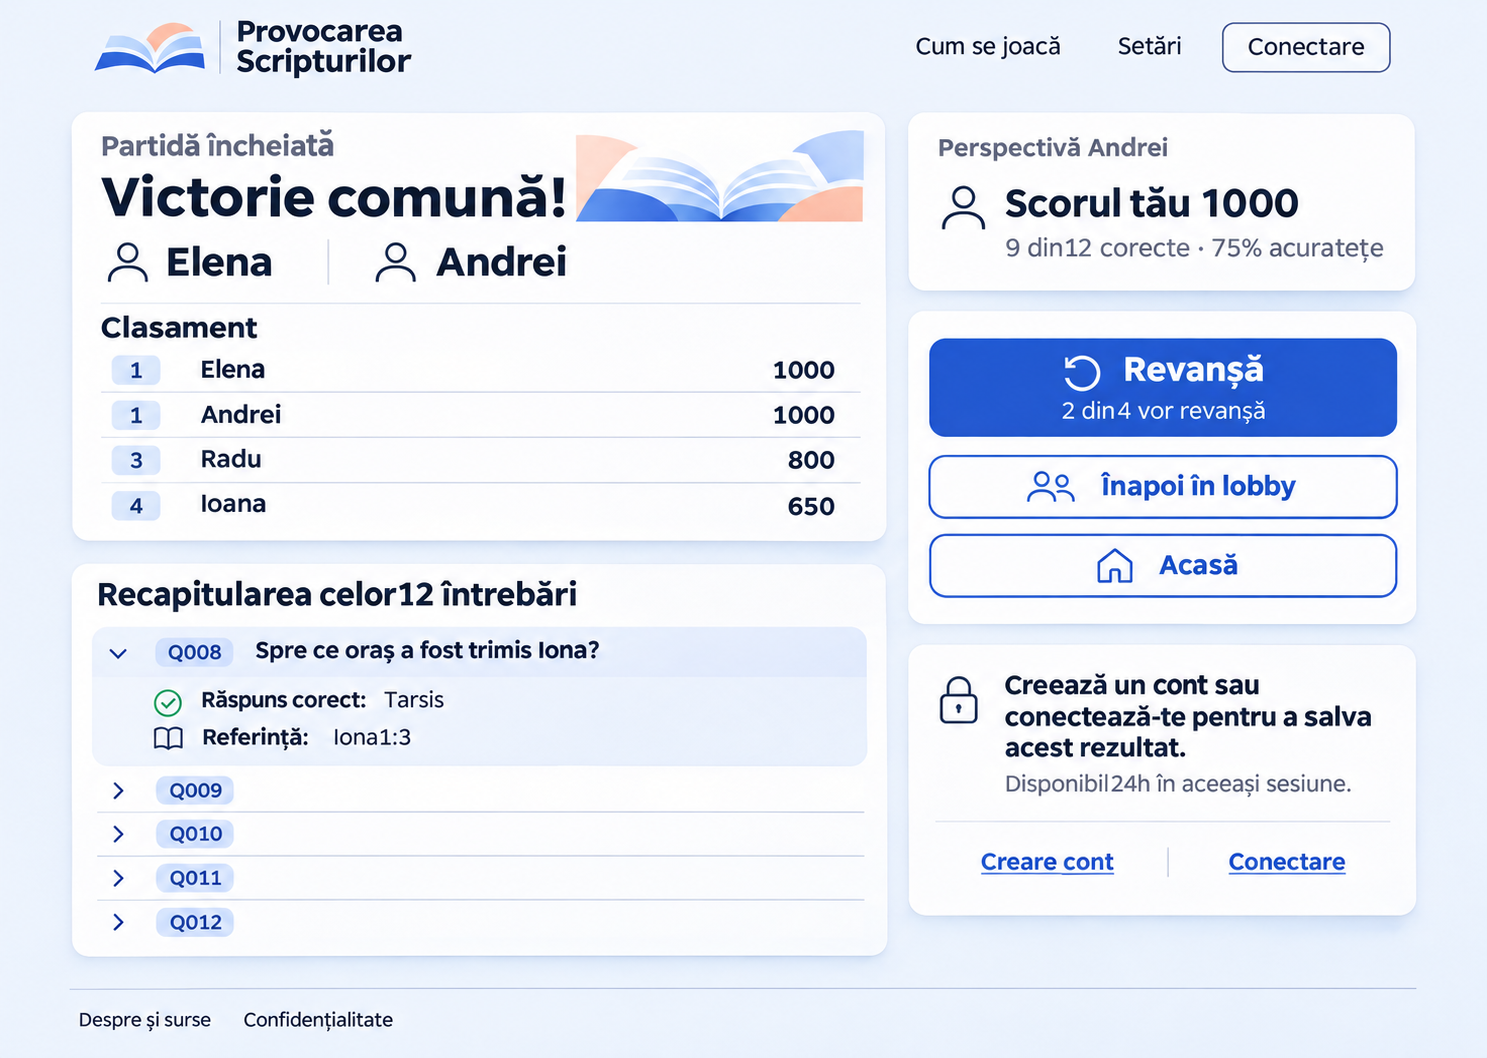 Provocarea
Scripturilor
Cum se joacă
Setări
Conectare
Partidă încheiată
Victorie comună!
Elena
Andrei
Clasament
1 Elena 1000
1 Andrei 1000
3 Radu 800
4 Ioana 650
Recapitularea celor12 întrebări
Q008 Spre ce oraș a fost trimis Iona?
Răspuns corect: Tarsis
Referință: Iona1:3
Q009
Q010
Q011
Q012
Perspectivă Andrei
Scorul tău 1000
9 din12 corecte · 75% acuratețe
Revanșă
2 din4 vor revanșă
Înapoi în lobby
Acasă
Creează un cont sau
conectează-te pentru a salva
acest rezultat.
Disponibil24h în aceeași sesiune.
Creare cont
Conectare
Despre și surse
Confidențialitate